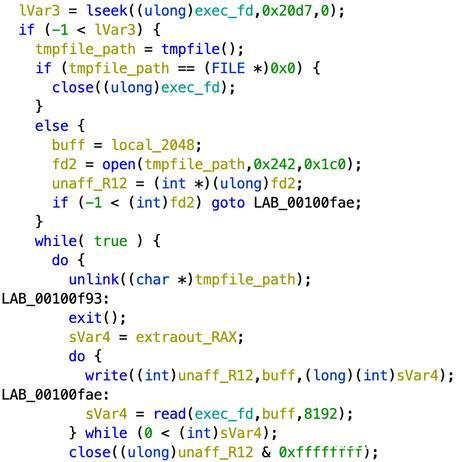 lVar3 = lseek((ulong)exec_fd,0x20d7,0);
if (-1 < lVar3) {
tmpfile_path = tmpfile();
if (tmpfile_path == (FILE *)0x0) {
close((ulong)exec_fd);
}
else {
buff = local_2048;
fd2 = open(tmpfile_path,0x242,0x1c0);
unaff_R12 = (int *)(ulong)fd2;
if (-1 < (int)fd2) goto LAB_00100fae;
}
while( true ) {
do {
unlink((char *)tmpfile_path);
LAB_00100f93:
exit();
sVar4 = extraout_RAX;
do {
write((int)unaff_R12,buff,(long)(int)sVar4);
LAB_00100fae:
sVar4 = read(exec_fd,buff,8192);
} while (0 < (int)sVar4);
close((ulong)unaff_R12 & 0xffffffff);